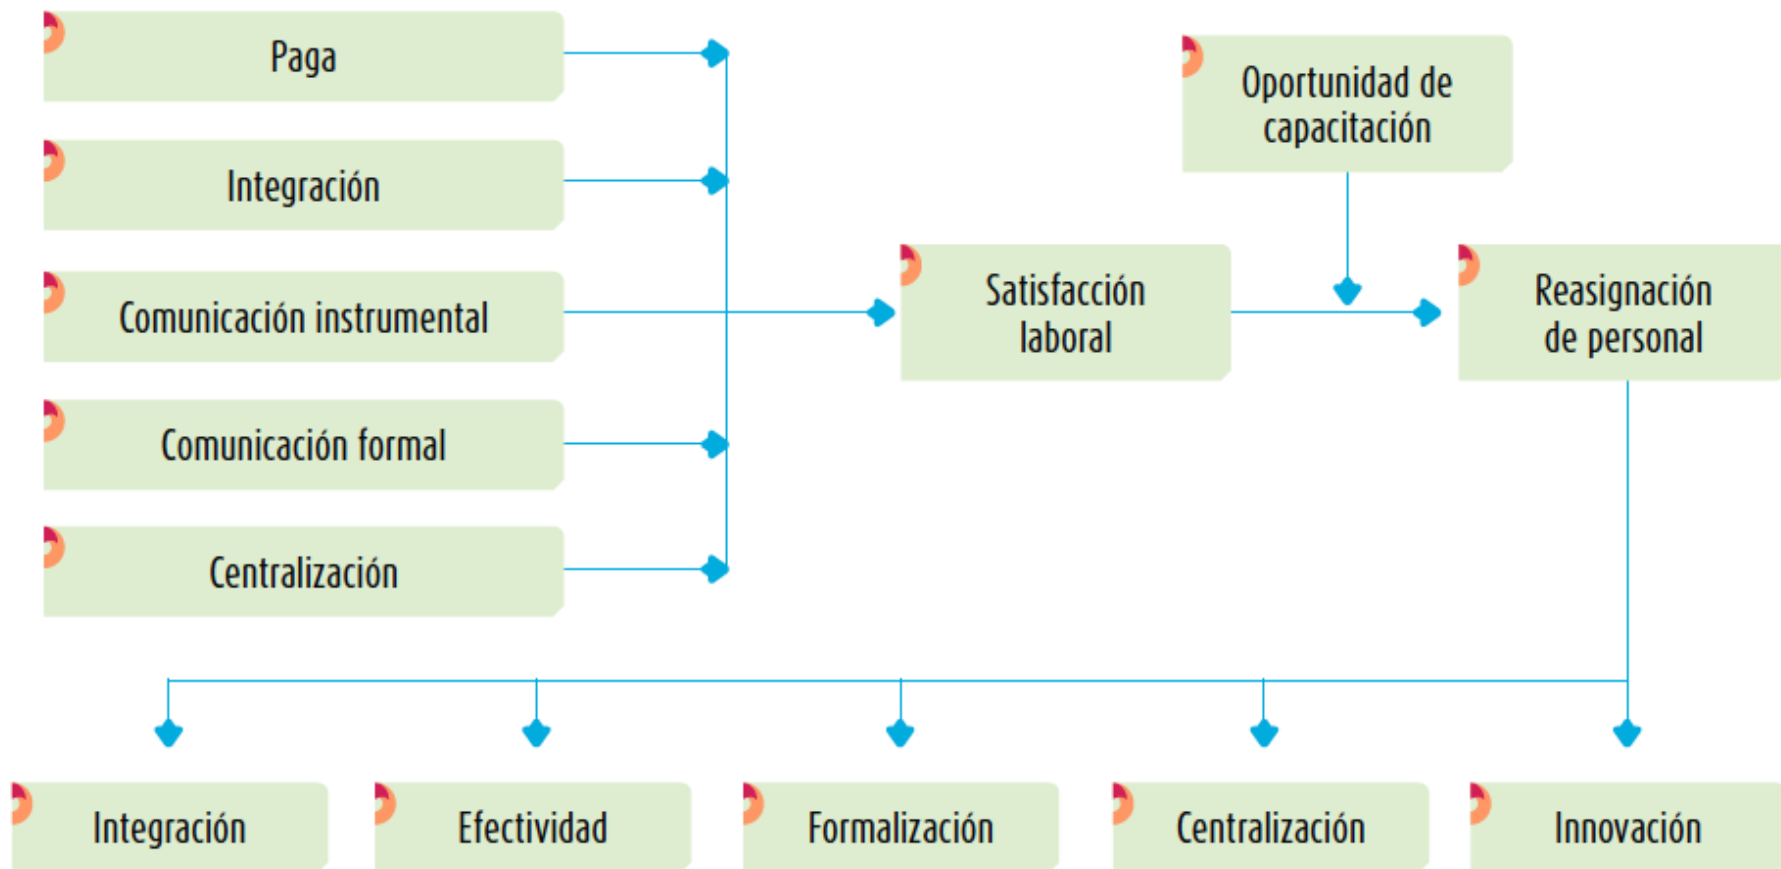 Paga
Integración
Comunicación instrumental
Comunicación formal
Centralización
Satisfacción
laboral
Oportunidad de
capacitación
Reasignación
de personal
Integración
Efectividad
Formalización
Centralización
Innovación